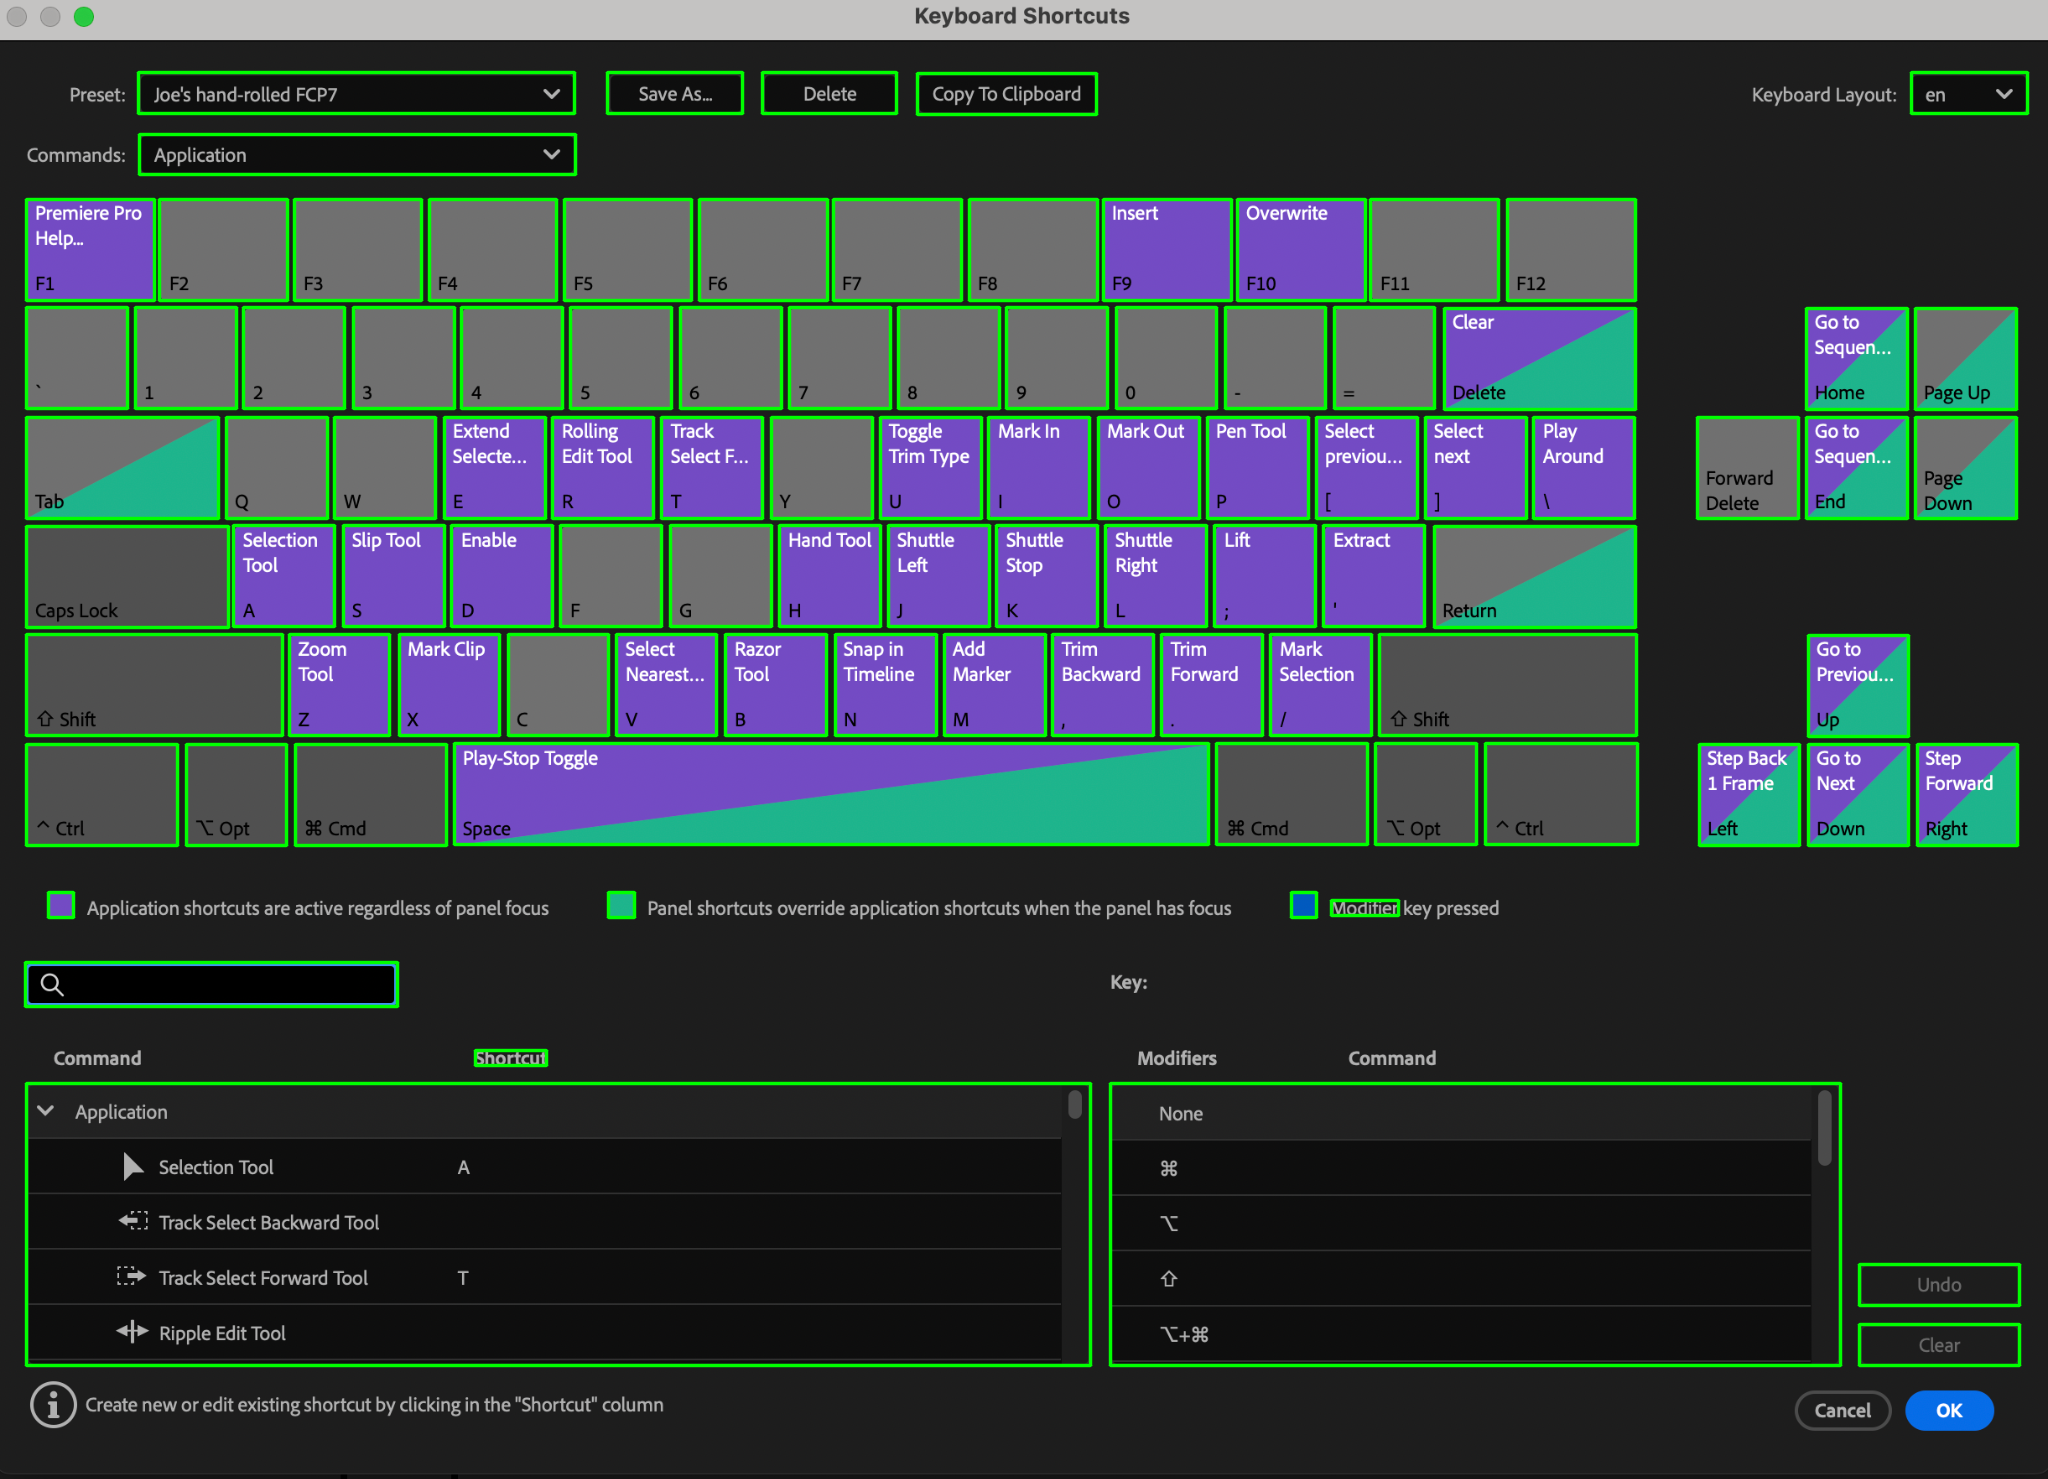 Keyboard Shortcuts
Preset: Joe's hand-rolled FCP7 Save As... Delete Copy To Clipboard Keyboard Layout: en
Commands: Application
Premiere Pro Help... Insert Overwrite
F1 F2 F3 F4 F5 F6 F7 F8 F9 F10 F11 F12
Clear Go to Sequen...
` 1 2 3 4 5 6 7 8 9 0 - = Delete Home Page Up
Extend Selecte... Rolling Edit Tool Track Select F... Toggle Trim Type Mark In Mark Out Pen Tool Select previou... Select next Play Around Go to Sequen...
Tab Q W E R T Y U I O P [ ] \ Forward Delete End Page Down
Selection Tool Slip Tool Enable Hand Tool Shuttle Left Shuttle Stop Shuttle Right Lift Extract
Caps Lock A S D F G H J K L ; ' Return
Zoom Tool Mark Clip Select Nearest... Razor Tool Snap in Timeline Add Marker Trim Backward Trim Forward Mark Selection Go to Previou...
⇧ Shift Z X C V B N M , . / ⇧ Shift Up
Play-Stop Toggle Step Back 1 Frame Go to Next Step Forward
^ Ctrl ⌥ Opt ⌘ Cmd Space ⌘ Cmd ⌥ Opt ^ Ctrl Left Down Right
Application shortcuts are active regardless of panel focus Panel shortcuts override application shortcuts when the panel has focus Modifier key pressed
Key:
Command Shortcut Modifiers Command
Application None
Selection Tool A ⌘
Track Select Backward Tool ⌥
Track Select Forward Tool T ⇧
Ripple Edit Tool ⌥+⌘
Undo
Clear
Create new or edit existing shortcut by clicking in the "Shortcut" column
Cancel OK